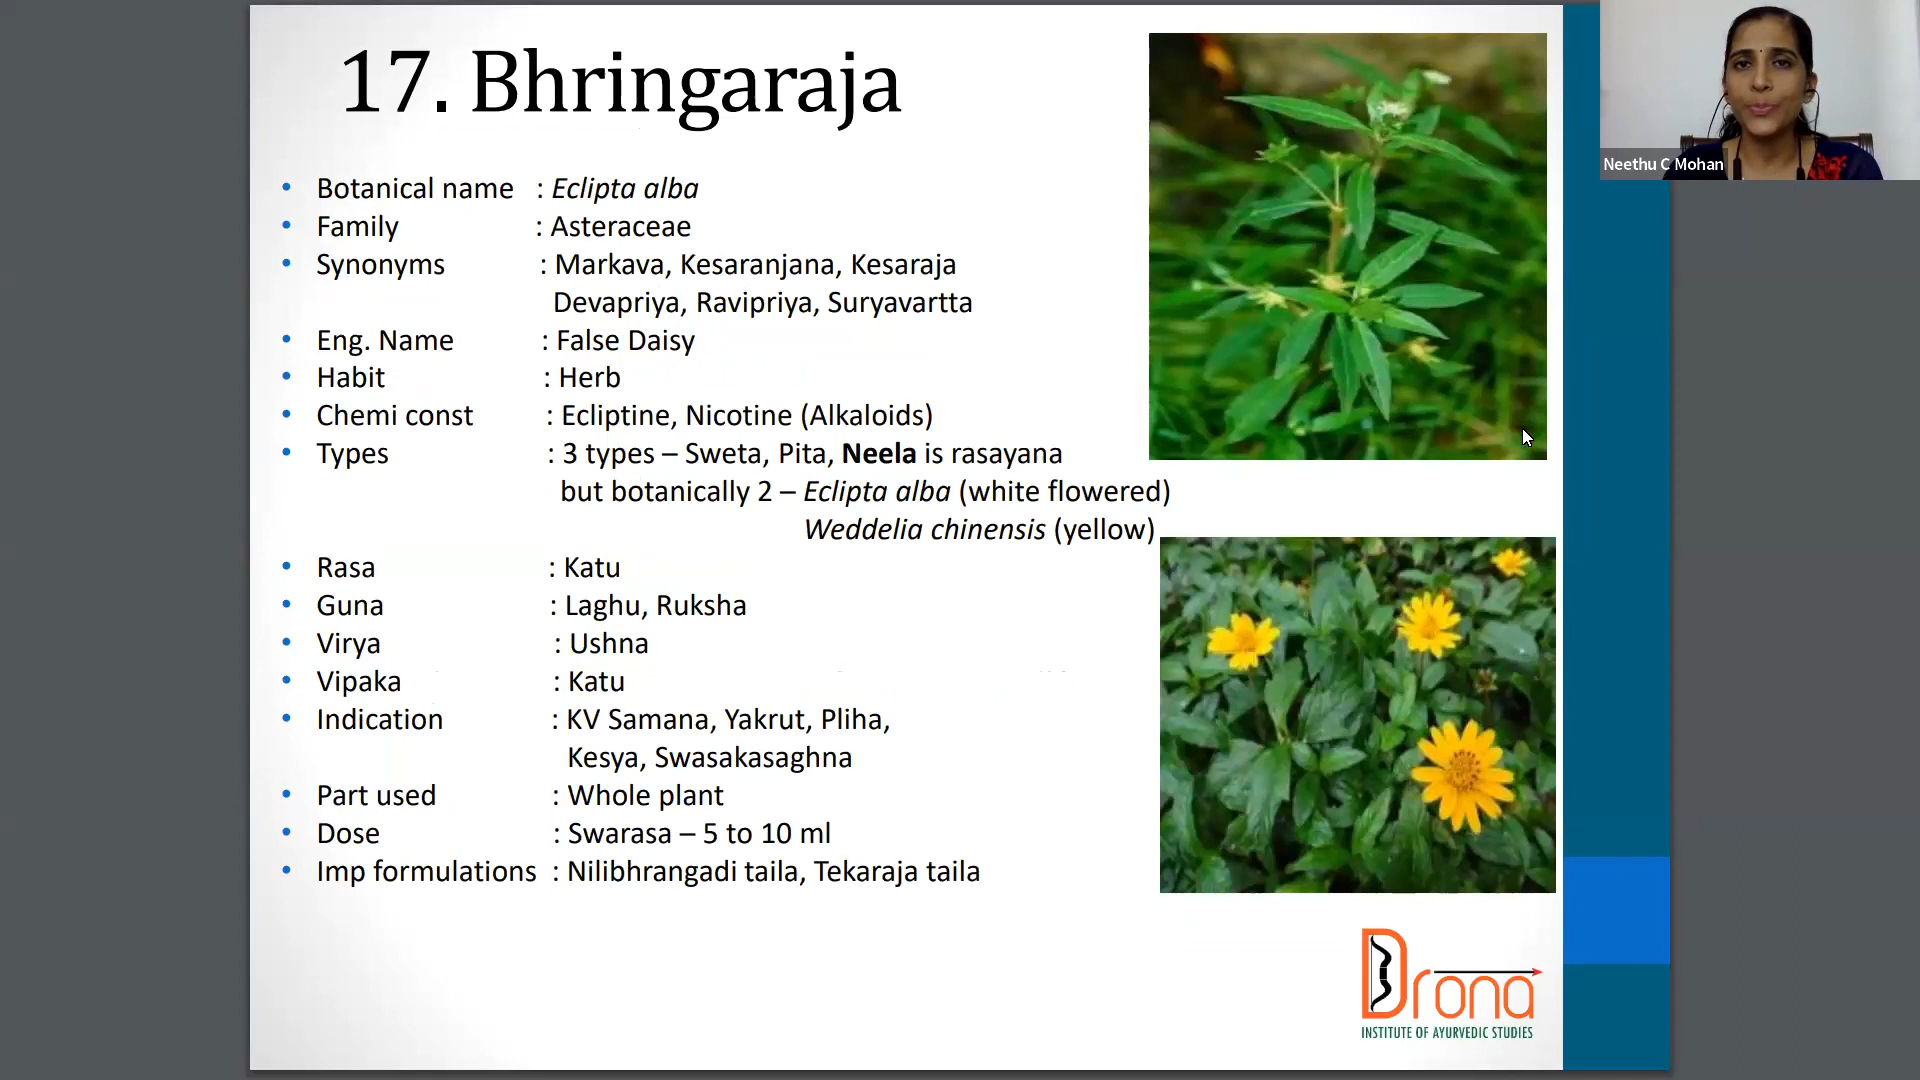 17. Bhringaraja
Neethu C Mohan
• Botanical name : Eclipta alba
• Family : Asteraceae
• Synonyms : Markava, Kesaranjana, Kesaraja
Devapriya, Ravipriya, Suryavartta
• Eng. Name : False Daisy
• Habit : Herb
• Chemi const : Ecliptine, Nicotine (Alkaloids)
• Types : 3 types – Sweta, Pita, Neela is rasayana
but botanically 2 – Eclipta alba (white flowered)
Weddelia chinensis (yellow)
• Rasa : Katu
• Guna : Laghu, Ruksha
• Virya : Ushna
• Vipaka : Katu
• Indication : KV Samana, Yakrut, Pliha,
Kesya, Swasakasaghna
• Part used : Whole plant
• Dose : Swarasa – 5 to 10 ml
• Imp formulations : Nilibhrangadi taila, Tekaraja taila
Drona
INSTITUTE OF AYURVEDIC STUDIES